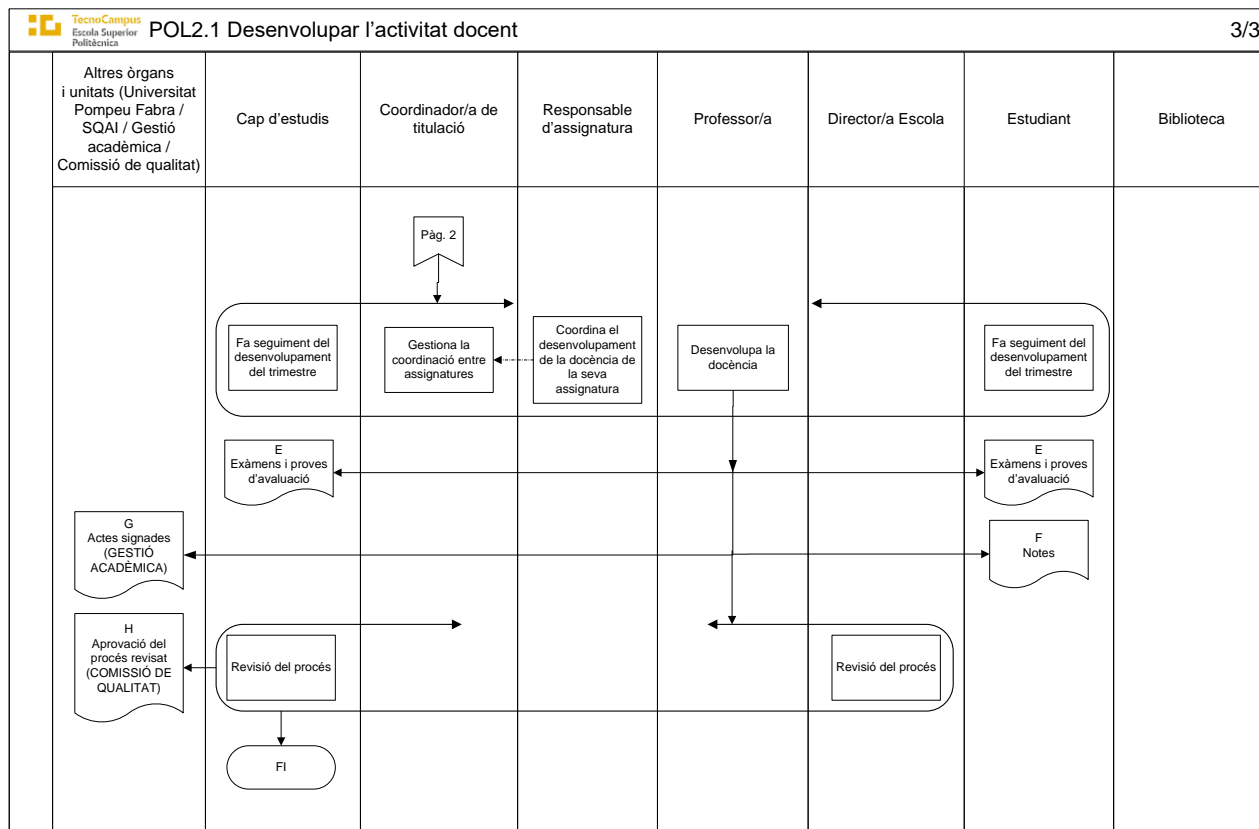 TecnoCampus
Escola Superior
Politècnica
POL2.1 Desenvolupar l'activitat docent
3/3
Altres òrgans
i unitats (Universitat
Pompeu Fabra /
SQAI / Gestió
acadèmica /
Comissió de qualitat)
Cap d'estudis
Coordinador/a de
titulació
Responsable
d'assignatura
Professor/a
Director/a Escola
Estudiant
Biblioteca
Pàg. 2
Fa seguiment del
desenvolupament
del trimestre
Gestiona la
coordinació entre
assignatures
Coordina el
desenvolupament
de la docència de
la seva
assignatura
Desenvolupa la
docència
Fa seguiment del
desenvolupament
del trimestre
E
Exàmens i proves
d'avaluació
E
Exàmens i proves
d'avaluació
G
Actes signades
(GESTIÓ
ACADÈMICA)
F
Notes
H
Aprovació del
procés revisat
(COMISSIÓ DE
QUALITAT)
Revisió del procés
Revisió del procés
FI